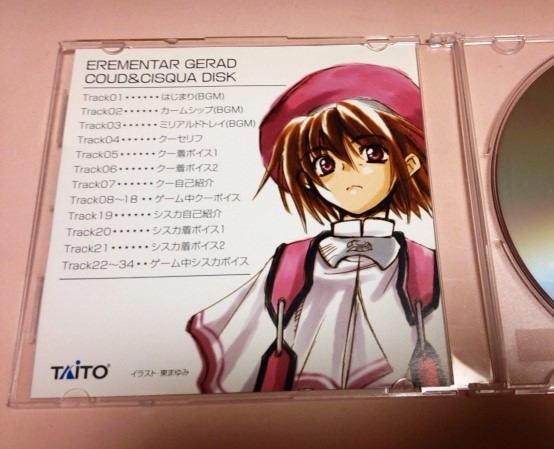 EREMENTAR GERAD
COUD&CISQUA DISK
Track01・・・・・・はじまり(BGM)
Track02・・・・・・カームシップ(BGM)
Track03・・・・・・ミリアルドトレイ(BGM)
Track04・・・・・・クーセリフ
Track05・・・・・・クー着ボイス1
Track06・・・・・・クー着ボイス2
Track07・・・・・・クー自己紹介
Track08〜18・・ゲーム中クーボイス
Track19・・・・・・シスカ自己紹介
Track20・・・・・・シスカ着ボイス1
Track21・・・・・・シスカ着ボイス2
Track22〜34・・ゲーム中シスカボイス
TAITO®
イラスト・東まゆみ